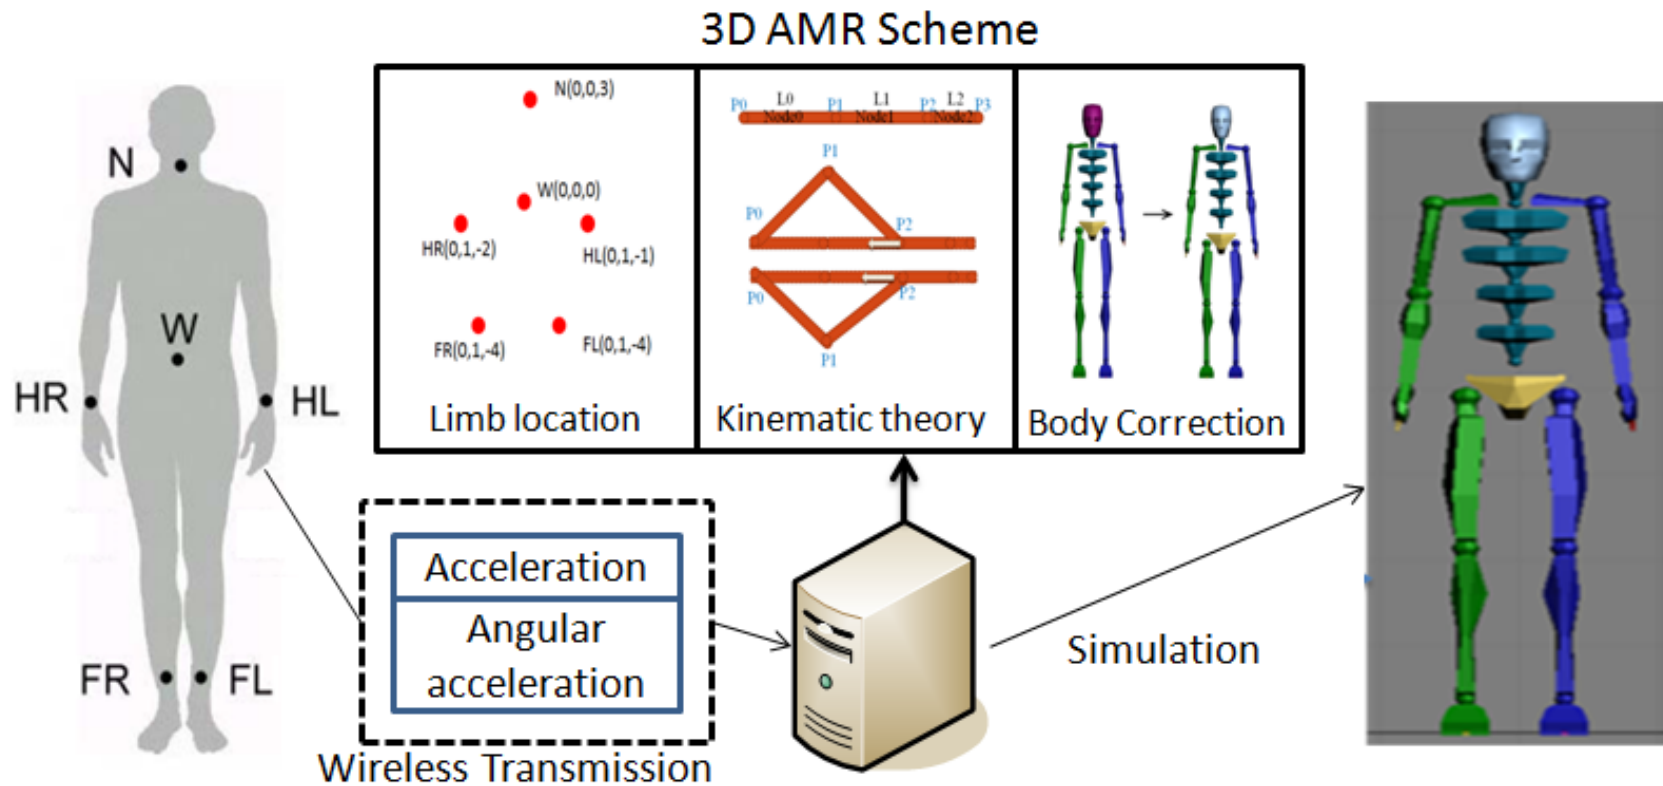 3D AMR Scheme
N
W
HR
HL
FR
FL
N(0,0,3)
W(0,0,0)
HR(0,1,-2)
HL(0,1,-1)
FR(0,1,-4)
FL(0,1,-4)
Limb location
L0 L1 L2
P0 P1 P2 P3
Node0 Node1 Node2
P1
P0
P2
P0
P2
P1
Kinematic theory
Body Correction
Acceleration
Angular
acceleration
Wireless Transmission
Simulation